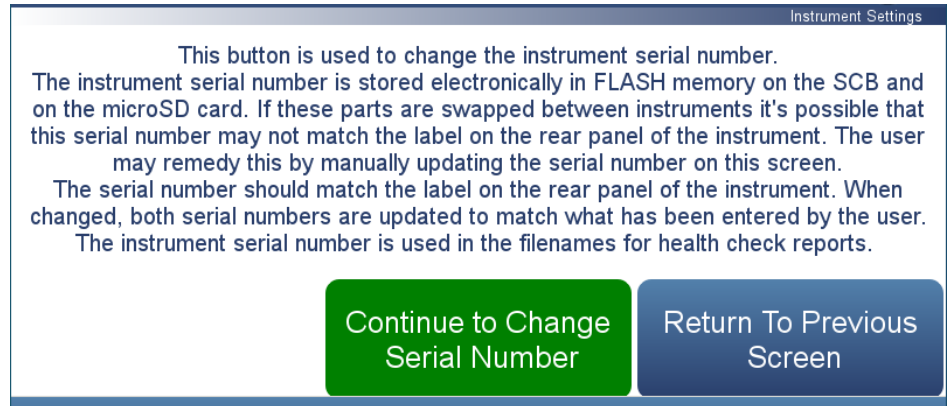 Instrument Settings
This button is used to change the instrument serial number.
The instrument serial number is stored electronically in FLASH memory on the SCB and
on the microSD card. If these parts are swapped between instruments it's possible that
this serial number may not match the label on the rear panel of the instrument. The user
may remedy this by manually updating the serial number on this screen.
The serial number should match the label on the rear panel of the instrument. When
changed, both serial numbers are updated to match what has been entered by the user.
The instrument serial number is used in the filenames for health check reports.
Continue to Change
Serial Number
Return To Previous
Screen